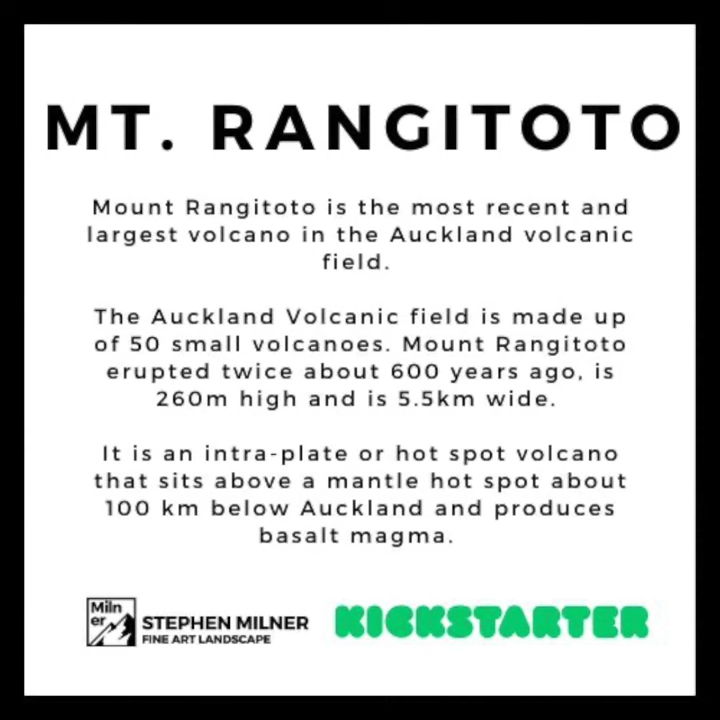 MT. RANGITOTO
Mount Rangitoto is the most recent and
largest volcano in the Auckland volcanic
field.
The Auckland Volcanic field is made up
of 50 small volcanoes. Mount Rangitoto
erupted twice about 600 years ago, is
260m high and is 5.5km wide.
It is an intra-plate or hot spot volcano
that sits above a mantle hot spot about
100 km below Auckland and produces
basalt magma.
Miln
er
STEPHEN MILNER
FINE ART LANDSCAPE
KICKSTARTER